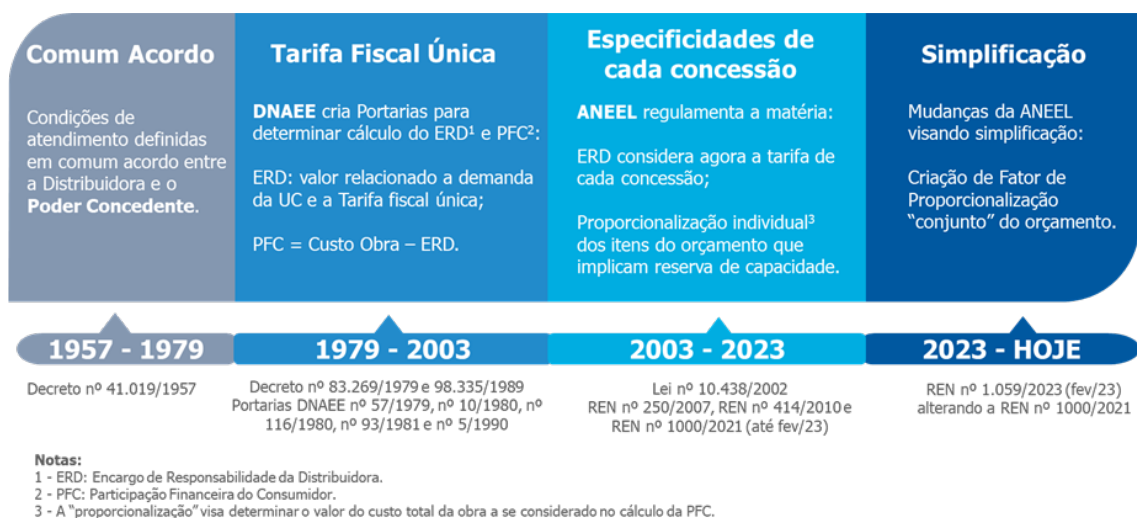 Comum Acordo
Condições de
atendimento definidas
em comum acordo entre
a Distribuidora e o
Poder Concedente.
Tarifa Fiscal Única
DNAEE cria Portarias para
determinar cálculo do ERD¹ e PFC²:
ERD: valor relacionado a demanda
da UC e a Tarifa fiscal única;
PFC = Custo Obra – ERD.
Especificidades de
cada concessão
ANEEL regulamenta a matéria:
ERD considera agora a tarifa de
cada concessão;
Proporcionalização individual³
dos itens do orçamento que
implicam reserva de capacidade.
Simplificação
Mudanças da ANEEL
visando simplificação:
Criação de Fator de
Proporcionalização
“conjunto” do orçamento.
1957 - 1979
Decreto nº 41.019/1957
1979 - 2003
Decreto nº 83.269/1979 e 98.335/1989
Portarias DNAEE nº 57/1979, nº 10/1980, nº
116/1980, nº 93/1981 e nº 5/1990
2003 - 2023
Lei nº 10.438/2002
REN nº 250/2007, REN nº 414/2010 e
REN nº 1000/2021 (até fev/23)
2023 - HOJE
REN nº 1.059/2023 (fev/23)
alterando a REN nº 1000/2021
Notas:
1 - ERD: Encargo de Responsabilidade da Distribuidora.
2 - PFC: Participação Financeira do Consumidor.
3 - A “proporcionalização” visa determinar o valor do custo total da obra a se considerado no cálculo da PFC.